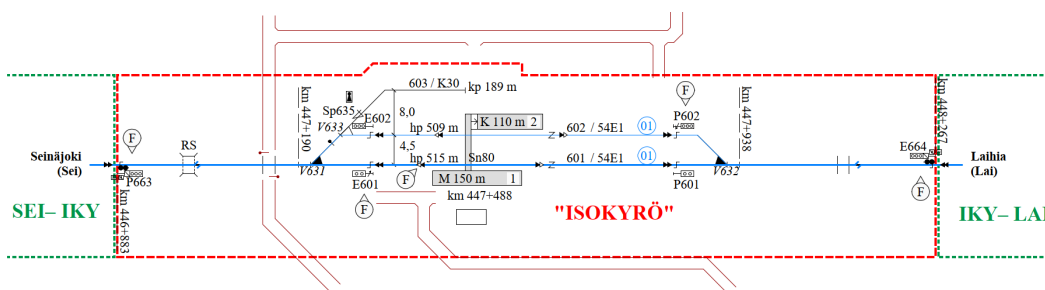 603 / K30
kp 189 m
km 447+190
Sp635
E602
V633
8,0
hp 509 m
K 110 m 2
602 / 54E1
01
F
P602
km 447+938
km 448+267
F
RS
Seinäjoki
(Sei)
P663
V631
4,5
hp 515 m
Sn80
601 / 54E1
01
E664
Laihia
(Lai)
E601
F
M 150 m 1
P601
V632
F
F
F
km 447+488
SEI– IKY
km 446+883
"ISOKYRÖ"
IKY– LAI